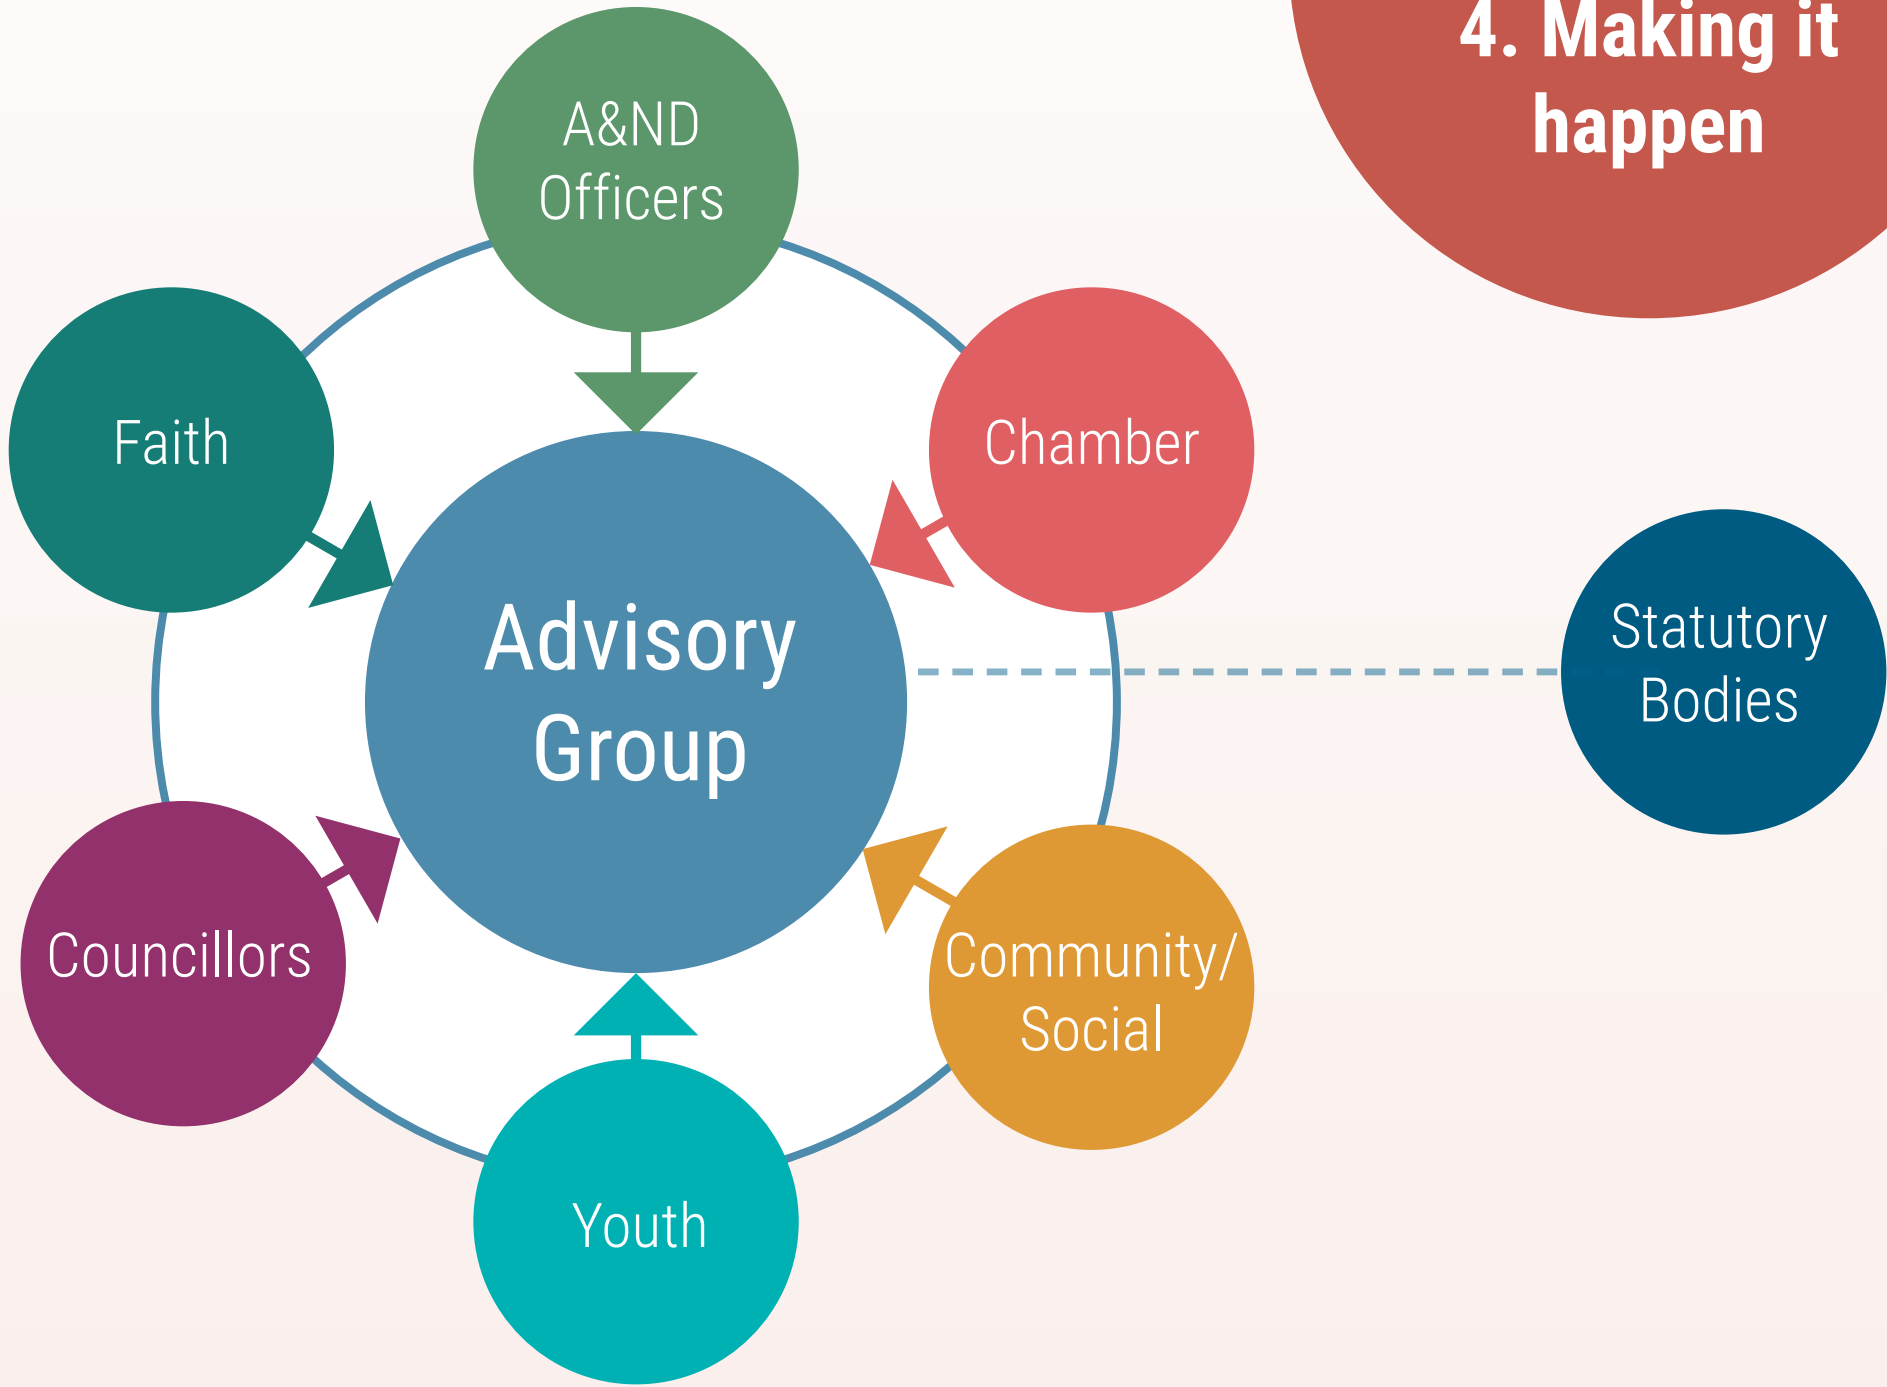 4. Making it
happen
A&ND
Officers
Faith
Chamber
Advisory
Group
Statutory
Bodies
Councillors
Community/
Social
Youth